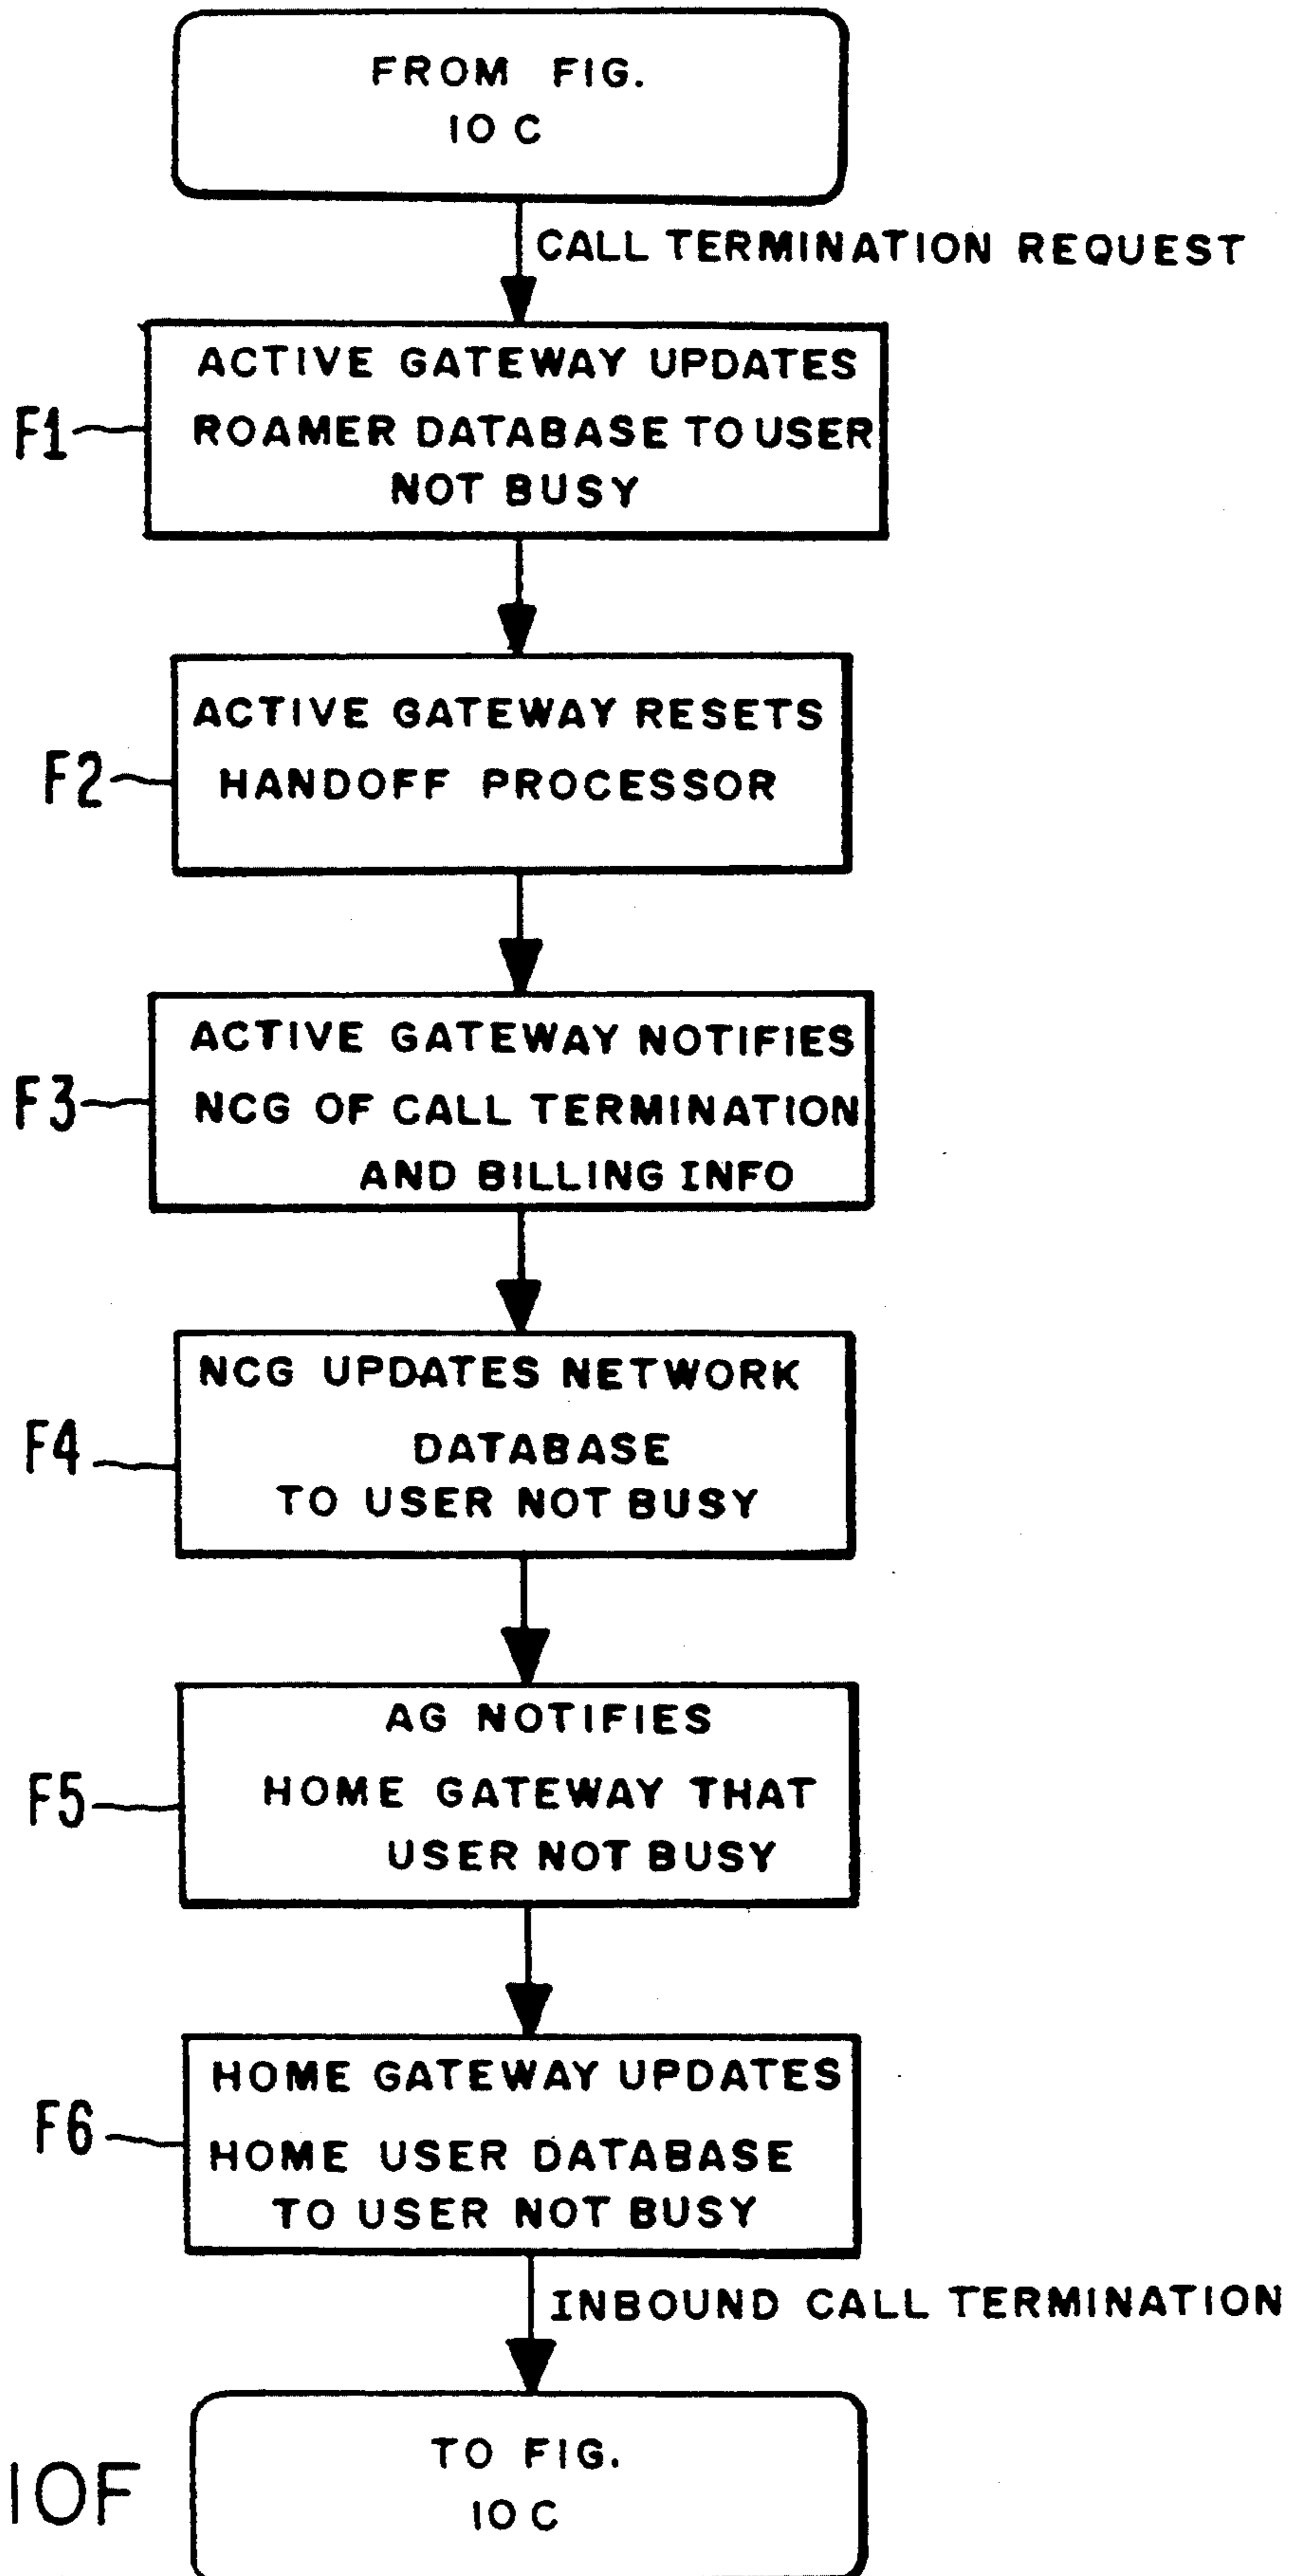 FROM FIG.
10 C
CALL TERMINATION REQUEST
F1
ACTIVE GATEWAY UPDATES
ROAMER DATABASE TO USER
NOT BUSY
F2
ACTIVE GATEWAY RESETS
HANDOFF PROCESSOR
F3
ACTIVE GATEWAY NOTIFIES
NCG OF CALL TERMINATION
AND BILLING INFO
F4
NCG UPDATES NETWORK
DATABASE
TO USER NOT BUSY
F5
AG NOTIFIES
HOME GATEWAY THAT
USER NOT BUSY
F6
HOME GATEWAY UPDATES
HOME USER DATABASE
TO USER NOT BUSY
INBOUND CALL TERMINATION
TO FIG.
10 C
10F